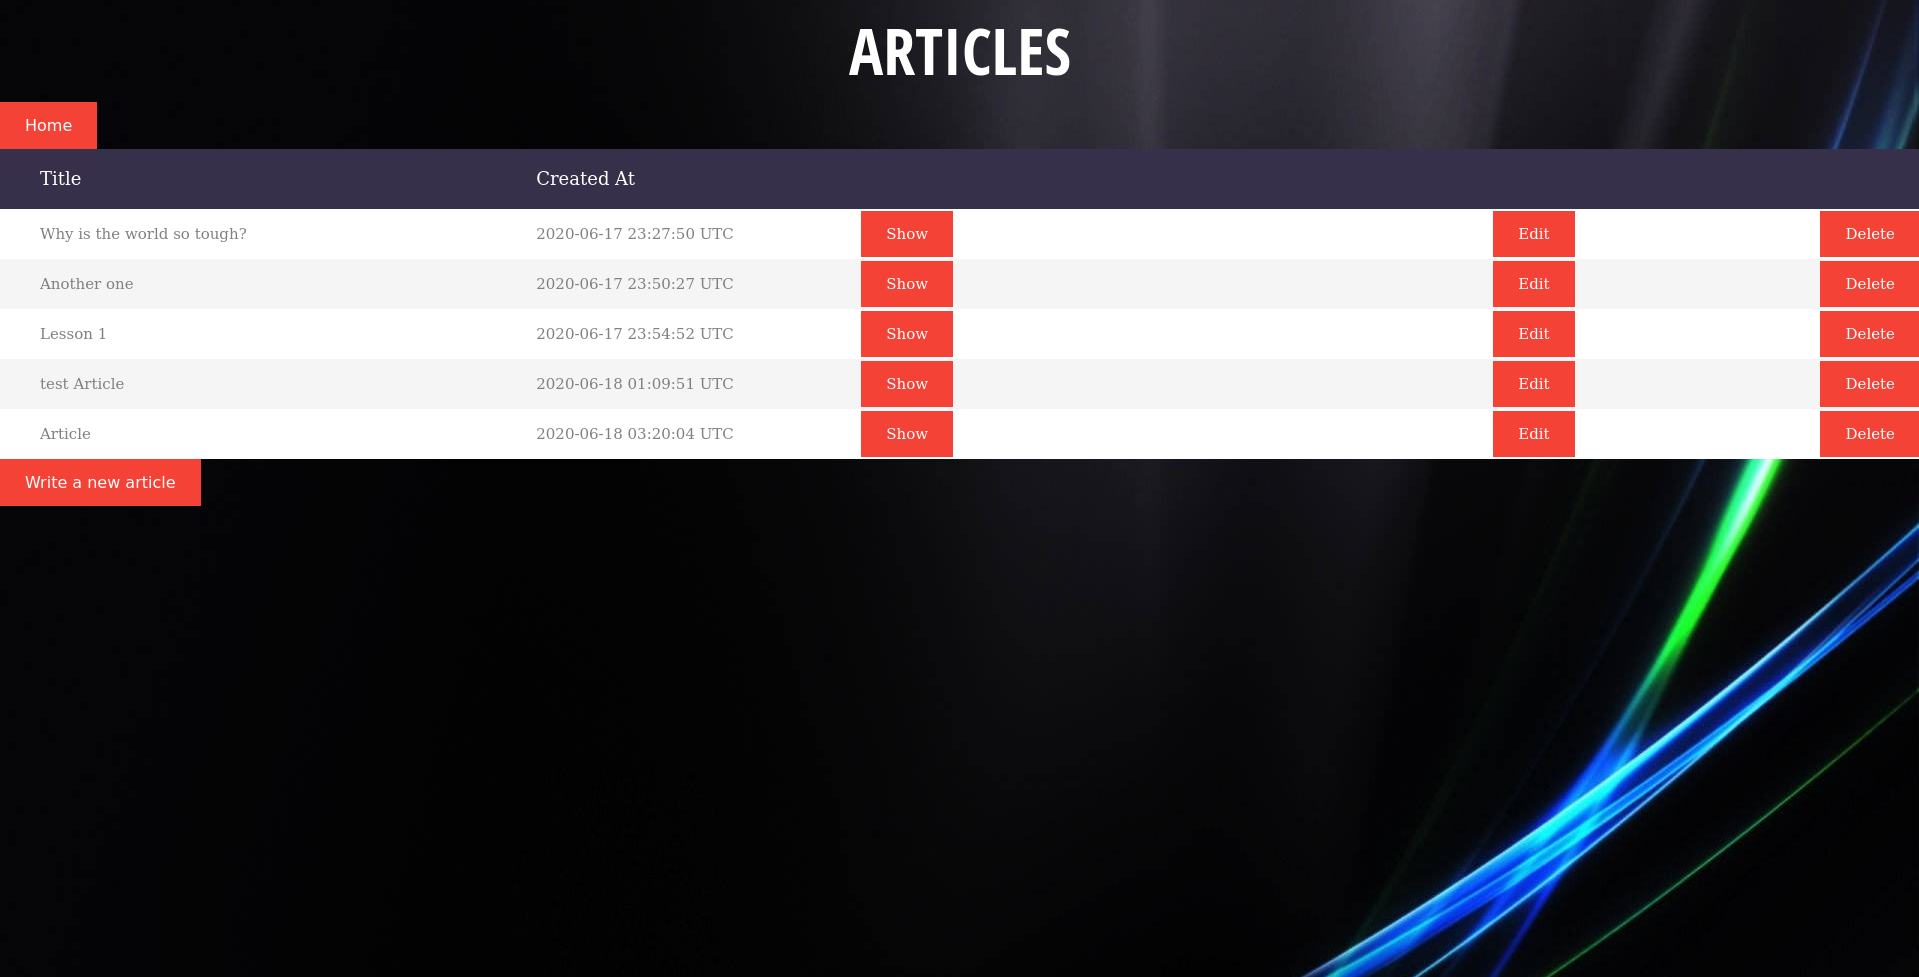 ARTICLES
Home
Title Created At
Why is the world so tough? 2020-06-17 23:27:50 UTC Show Edit Delete
Another one 2020-06-17 23:50:27 UTC Show Edit Delete
Lesson 1 2020-06-17 23:54:52 UTC Show Edit Delete
test Article 2020-06-18 01:09:51 UTC Show Edit Delete
Article 2020-06-18 03:20:04 UTC Show Edit Delete
Write a new article